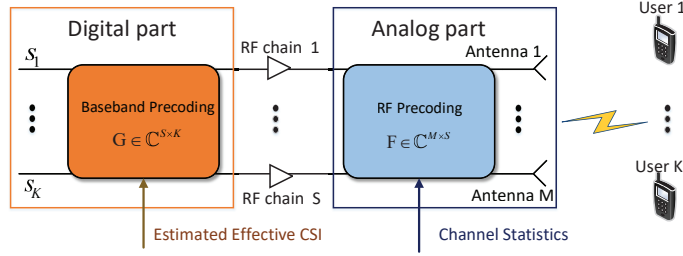 Digital part
Analog part
User 1
S1
RF chain 1
Antenna 1
Baseband Precoding
G ∈ ℂ^{S×K}
RF Precoding
F ∈ ℂ^{M×S}
SK
RF chain S
Antenna M
User K
Estimated Effective CSI
Channel Statistics